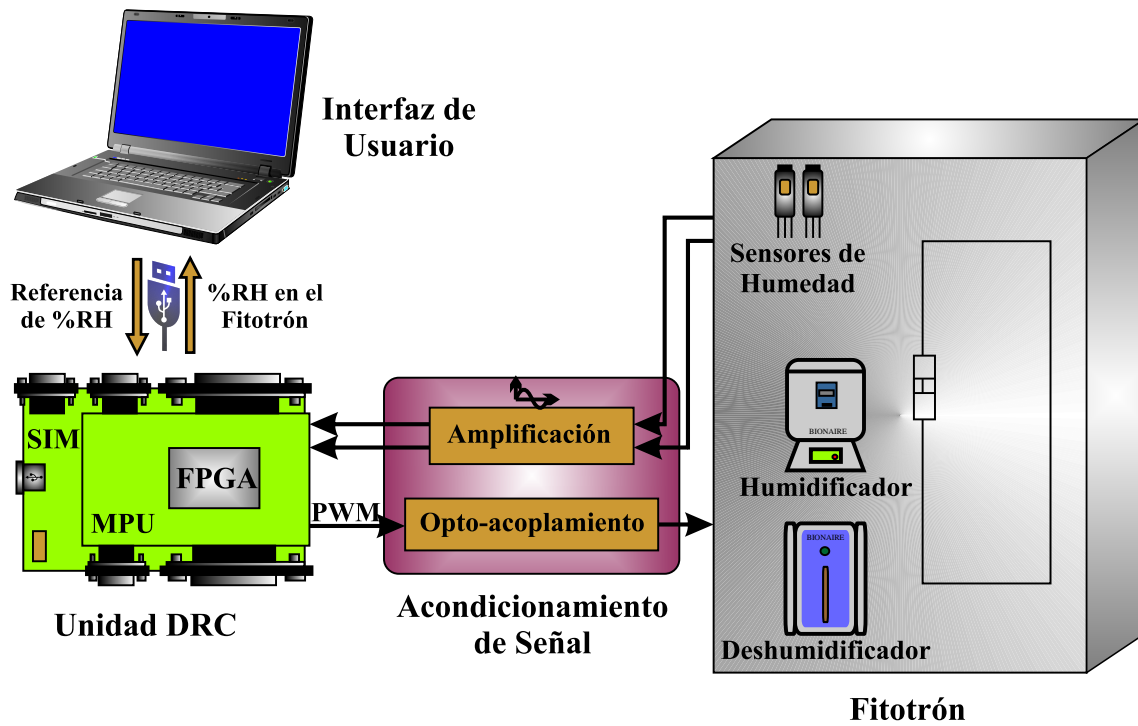 Interfaz de
Usuario
Referencia
de %RH
%RH en el
Fitotrón
SIM
FPGA
MPU
Unidad DRC
PWM
Amplificación
Opto-acoplamiento
Acondicionamiento
de Señal
Sensores de
Humedad
BIONAIRE
Humidificador
BIONAIRE
Deshumidificador
Fitotrón